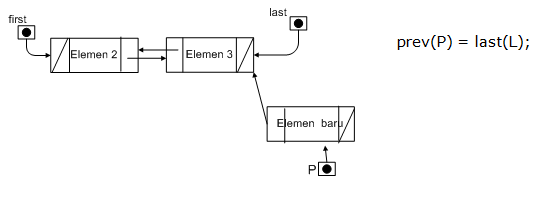 first
last
Elemen 2
Elemen 3
prev(P) = last(L);
Elemen baru
P